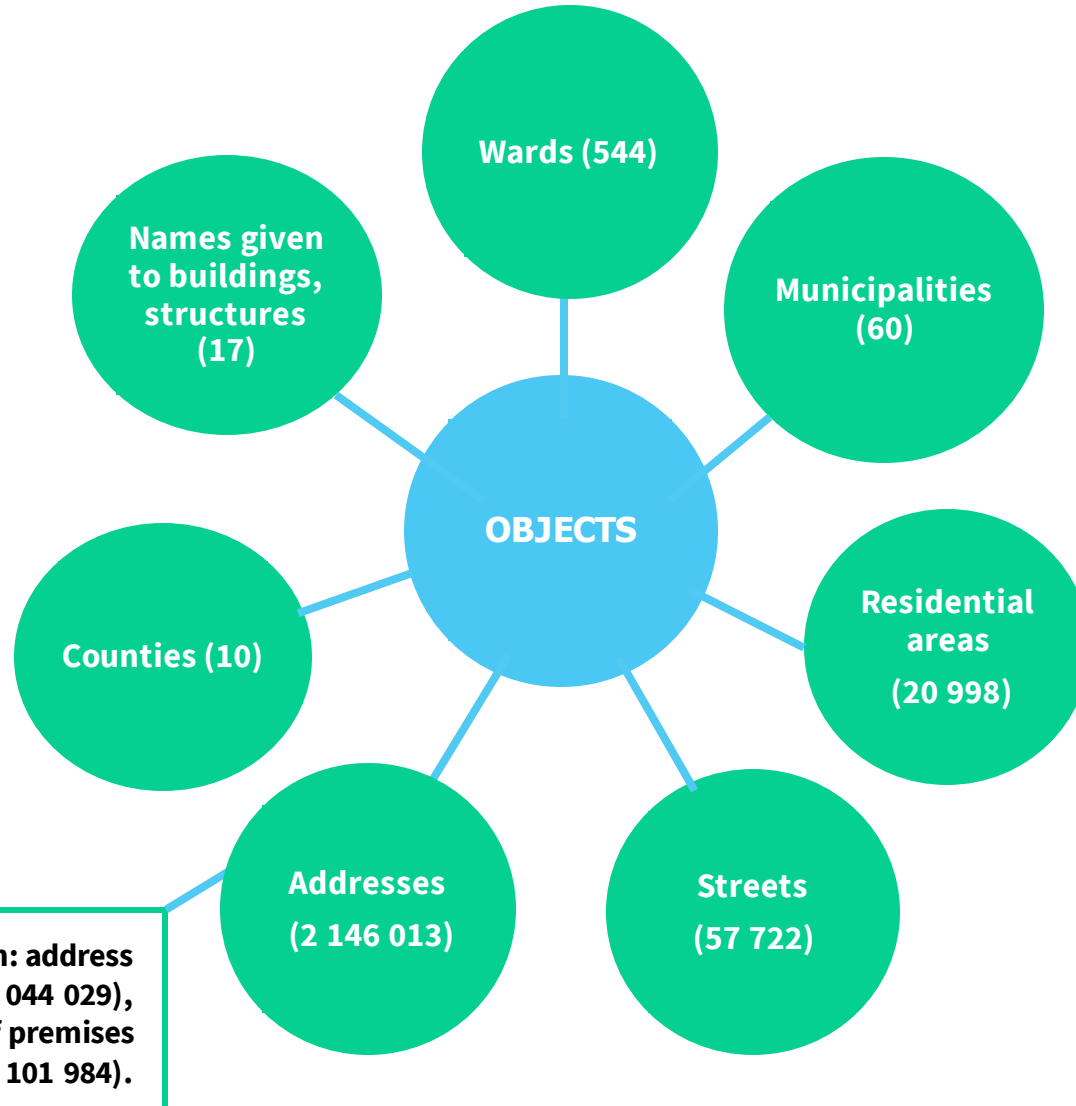 Wards (544)
Names given
to buildings,
structures
(17)
Municipalities
(60)
OBJECTS
Residential
areas
(20 998)
Counties (10)
Addresses
(2 146 013)
Streets
(57 722)
address
044 029),
premises
101 984).